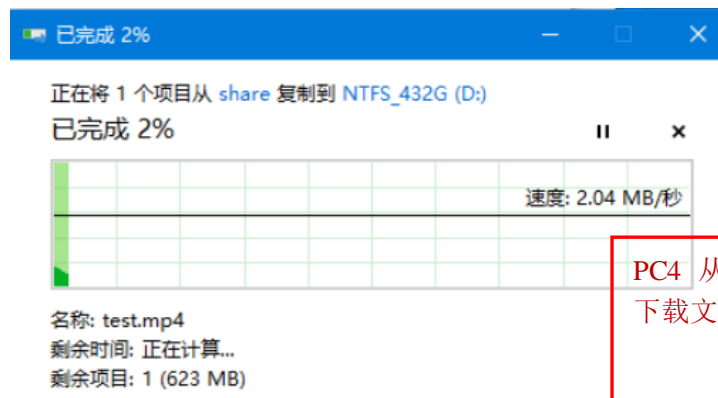 已完成 2%
正在将 1 个项目从 share 复制到 NTFS_432G (D:)
已完成 2%
速度: 2.04 MB/秒
PC4 从
下载文
名称: test.mp4
剩余时间: 正在计算...
剩余项目: 1 (623 MB)